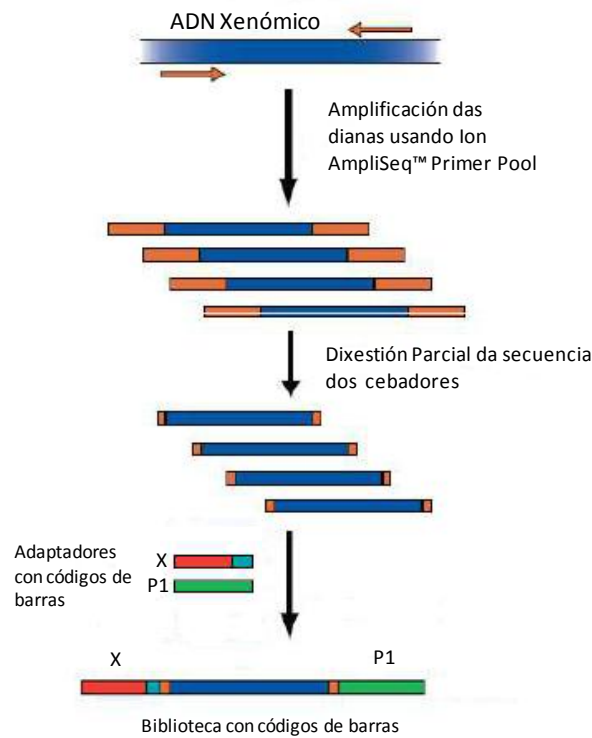 ADN Xenómico
Amplificación das
dianas usando Ion
AmpliSeq™ Primer Pool
Dixestión Parcial da secuencia
dos cebadores
Adaptadores
con códigos de
barras
X
P1
X
P1
Biblioteca con códigos de barras